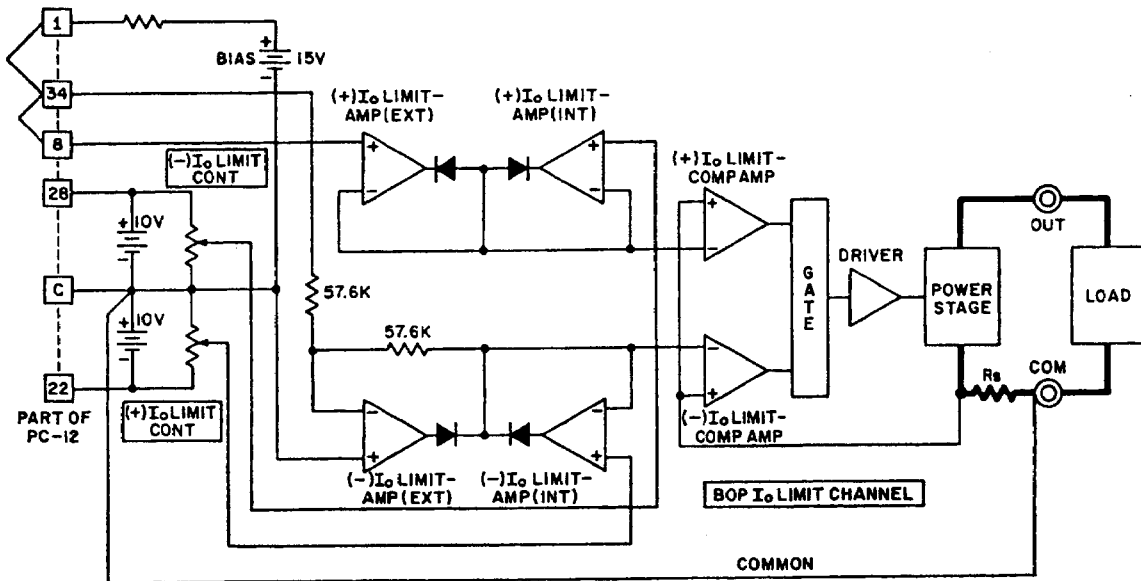 1
BIAS
+
-
15V
34
(+)I₀ LIMIT-
AMP(EXT)
(+)I₀ LIMIT-
AMP(INT)
8
+
-
+
-
(-)I₀ LIMIT
CONT
(+)I₀ LIMIT-
COMP AMP
28
+
10V
-
+
-
OUT
DRIVER
GATE
POWER
STAGE
LOAD
C
57.6K
+
10V
-
57.6K
22
-
+
COM
Rs
PART OF
PC-12
(+)I₀ LIMIT
CONT
-
+
-
+
(-)I₀ LIMIT-
COMP AMP
(-)I₀ LIMIT-
AMP(EXT)
(-)I₀ LIMIT-
AMP(INT)
BOP I₀ LIMIT CHANNEL
COMMON